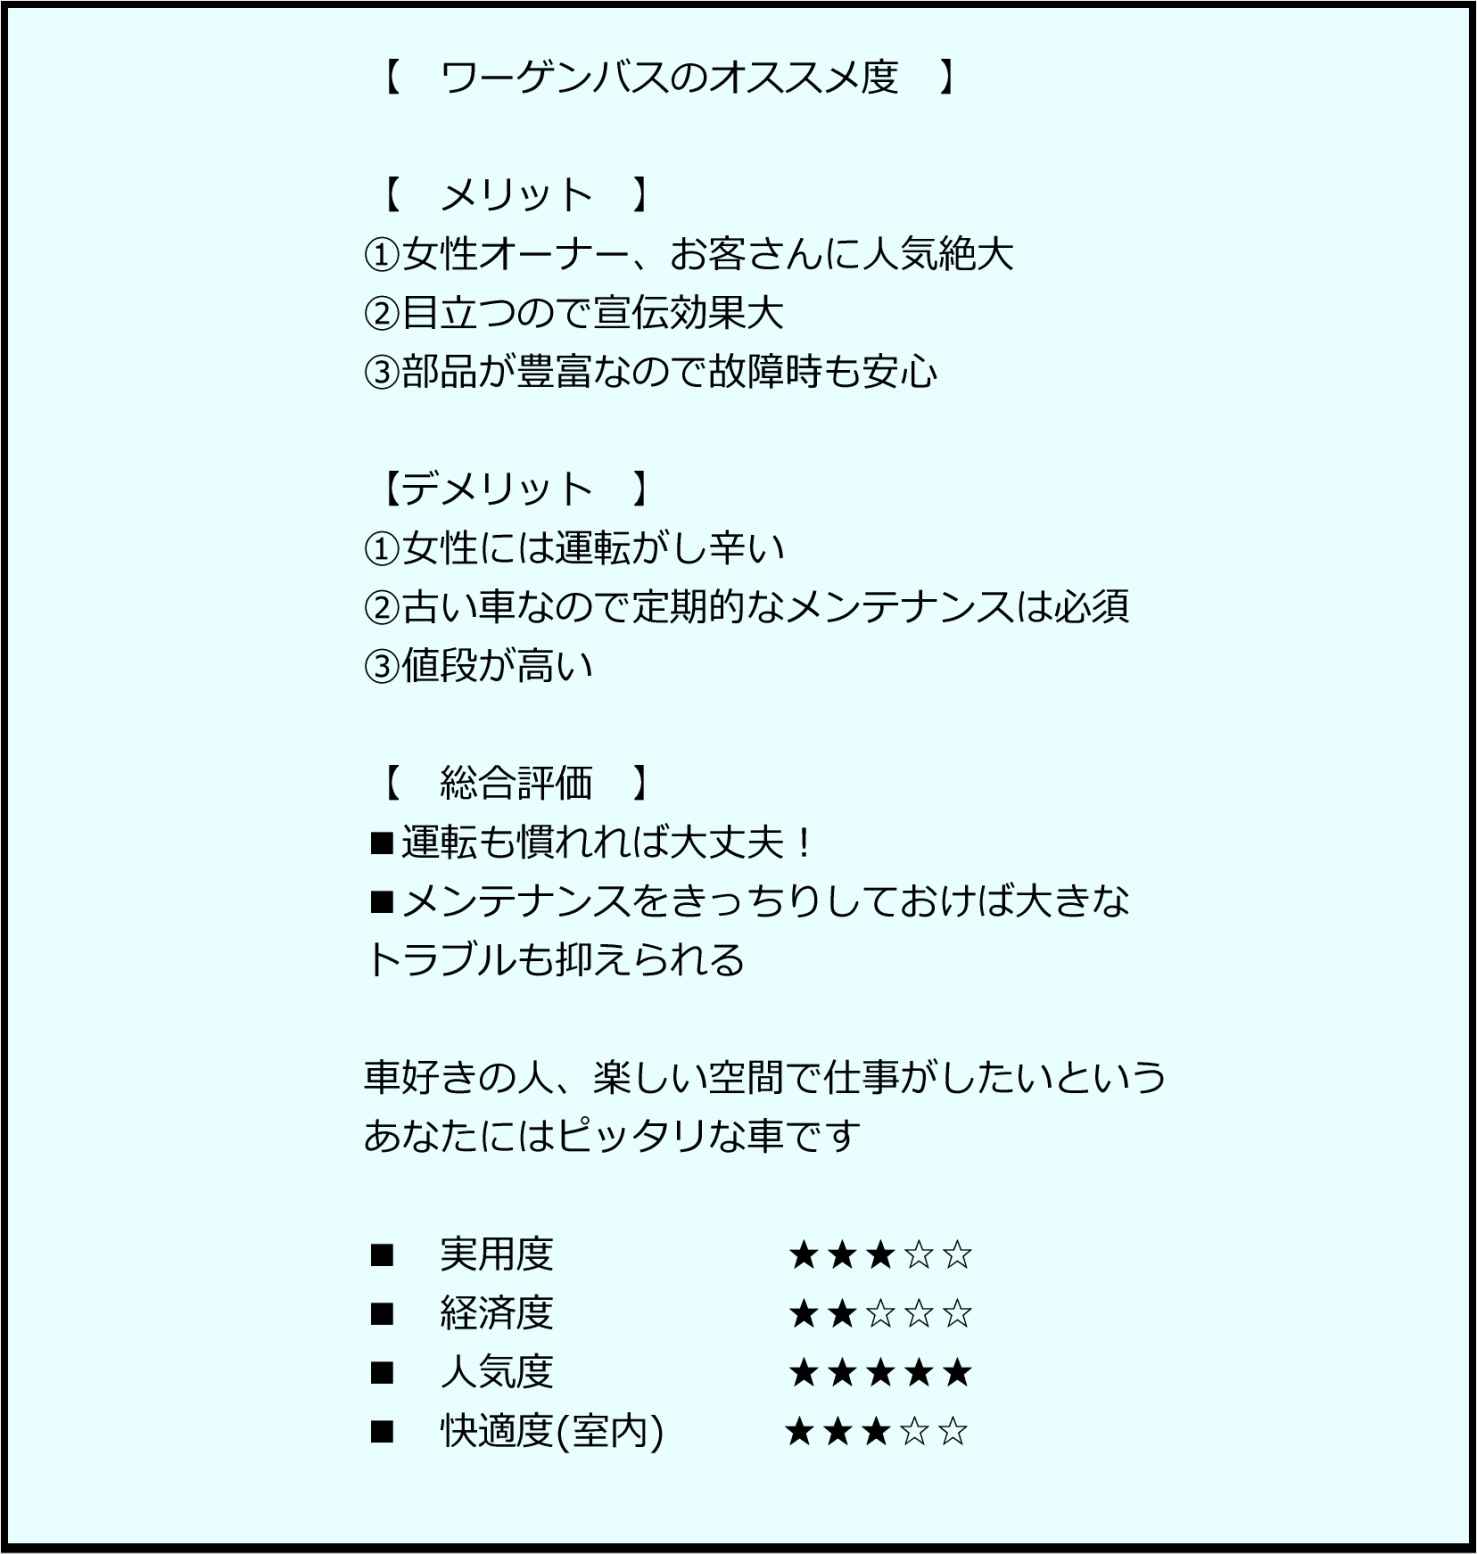 【　ワーゲンバスのオススメ度　】
【　メリット　】
①女性オーナー、お客さんに人気絶大
②目立つので宣伝効果大
③部品が豊富なので故障時も安心
【デメリット　】
①女性には運転がし辛い
②古い車なので定期的なメンテナンスは必須
③値段が高い
【　総合評価　】
■運転も慣れれば大丈夫！
■メンテナンスをきっちりしておけば大きな
トラブルも抑えられる
車好きの人、楽しい空間で仕事がしたいという
あなたにはピッタリな車です
■　実用度　　　　　　★★★☆☆
■　経済度　　　　　　★★☆☆☆
■　人気度　　　　　　★★★★★
■　快適度(室内)　　　★★★☆☆